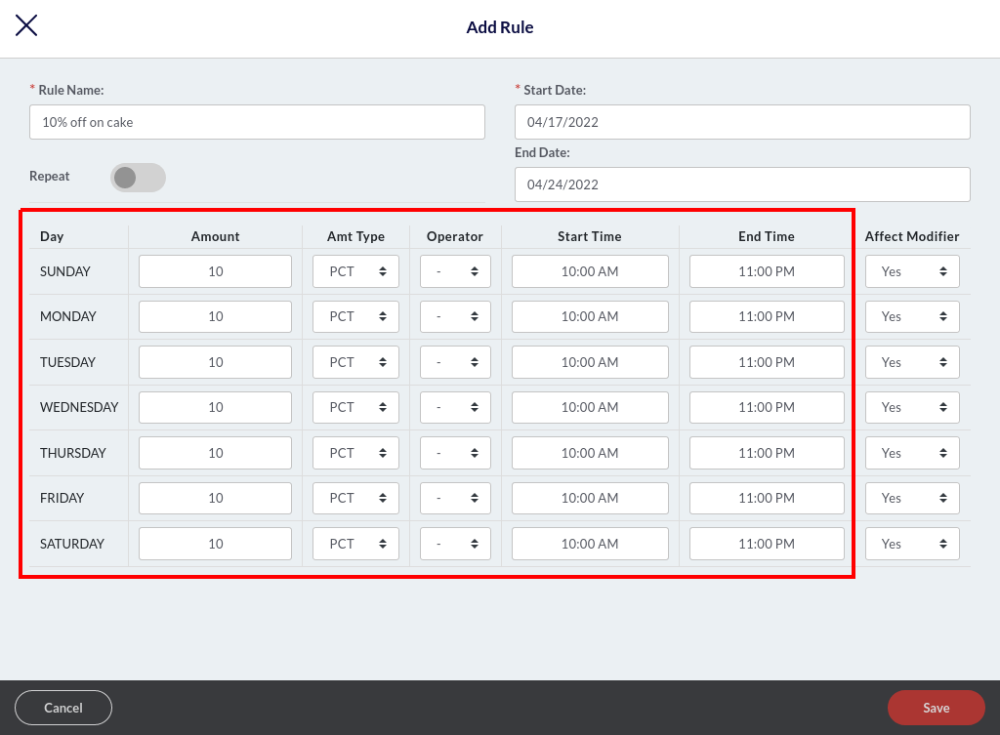 Add Rule
* Rule Name:
10% off on cake
* Start Date:
04/17/2022
Repeat
End Date:
04/24/2022
Day Amount Amt Type Operator Start Time End Time Affect Modifier
SUNDAY 10 PCT - 10:00 AM 11:00 PM Yes
MONDAY 10 PCT - 10:00 AM 11:00 PM Yes
TUESDAY 10 PCT - 10:00 AM 11:00 PM Yes
WEDNESDAY 10 PCT - 10:00 AM 11:00 PM Yes
THURSDAY 10 PCT - 10:00 AM 11:00 PM Yes
FRIDAY 10 PCT - 10:00 AM 11:00 PM Yes
SATURDAY 10 PCT - 10:00 AM 11:00 PM Yes
Cancel Save